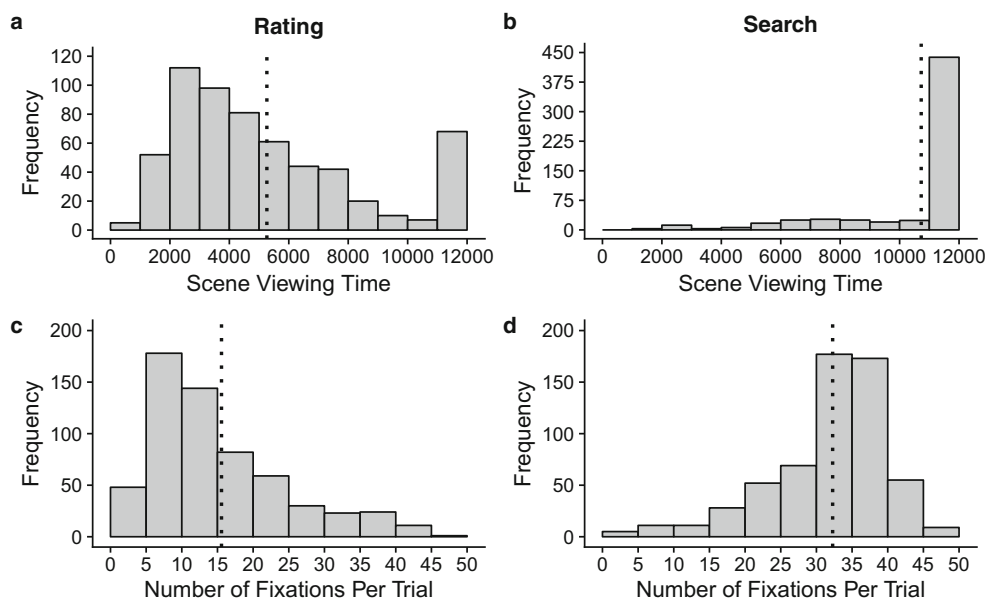 a
Rating
Frequency
120
100
80
60
40
20
0
0 2000 4000 6000 8000 10000 12000
Scene Viewing Time
b
Search
Frequency
450
375
300
225
150
75
0
0 2000 4000 6000 8000 10000 12000
Scene Viewing Time
c
Frequency
200
150
100
50
0
0 5 10 15 20 25 30 35 40 45 50
Number of Fixations Per Trial
d
Frequency
200
150
100
50
0
0 5 10 15 20 25 30 35 40 45 50
Number of Fixations Per Trial